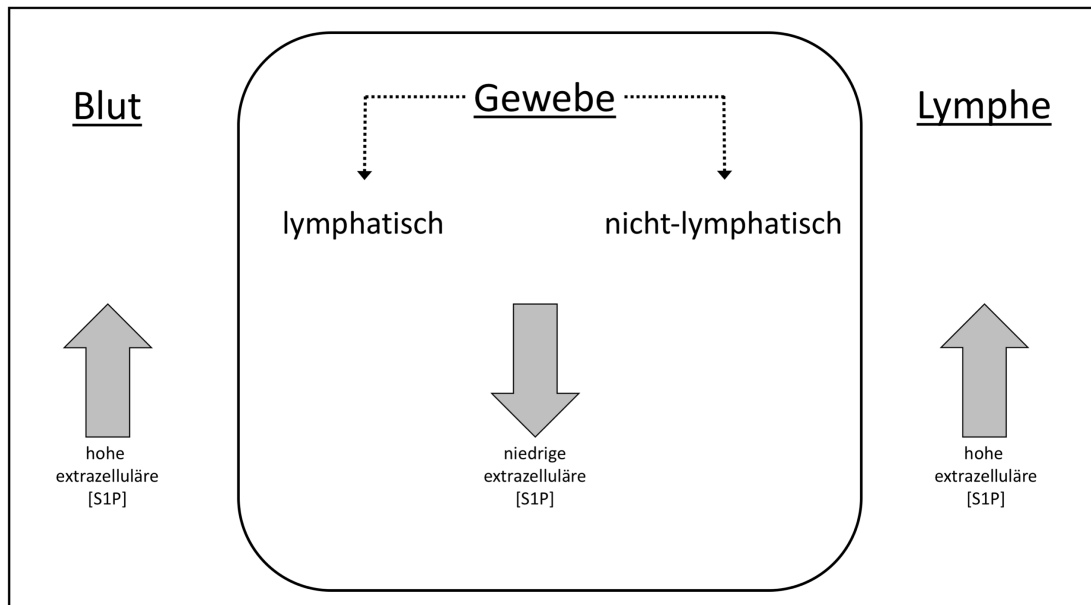 Blut
Gewebe
Lymphe
lymphatisch
nicht-lymphatisch
hohe
extrazelluläre
[S1P]
niedrige
extrazelluläre
[S1P]
hohe
extrazelluläre
[S1P]